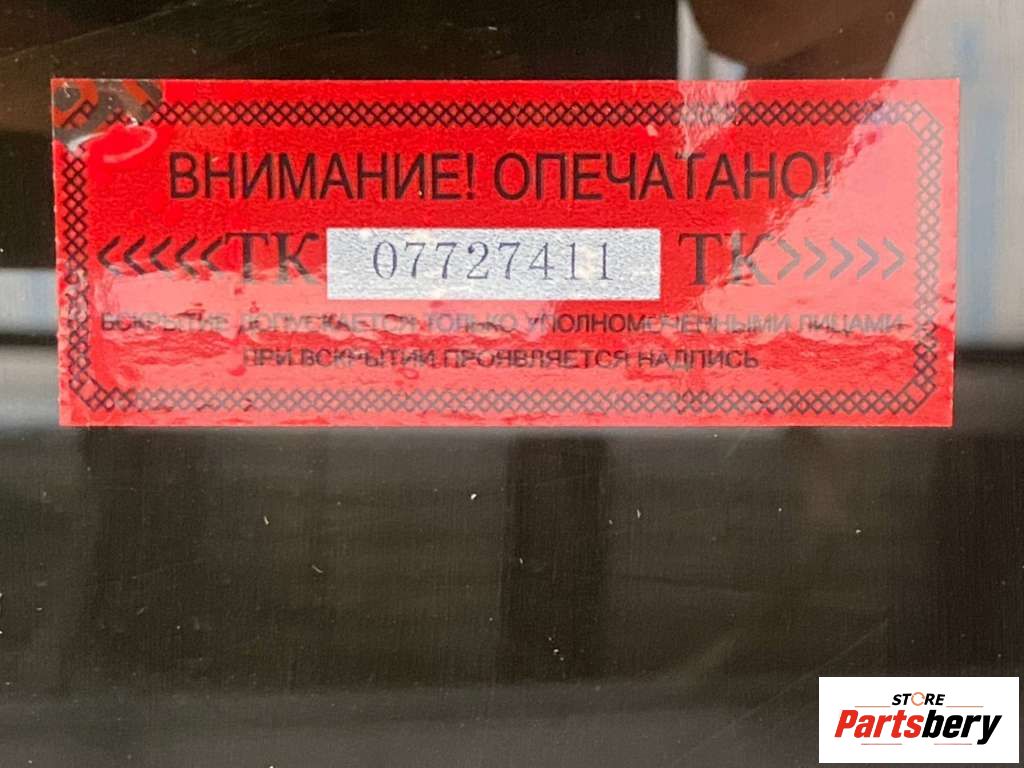 ВНИМАНИЕ! ОПЕЧАТАНО!
<<<<<ТК 07727411 ТК>>>>>
ВСКРЫТИЕ ДОПУСКАЕТСЯ ТОЛЬКО УПОЛНОМОЧЕННЫМИ ЛИЦАМИ
ПРИ ВСКРЫТИИ ПРОЯВЛЯЕТСЯ НАДПИСЬ
STORE
Partsbery